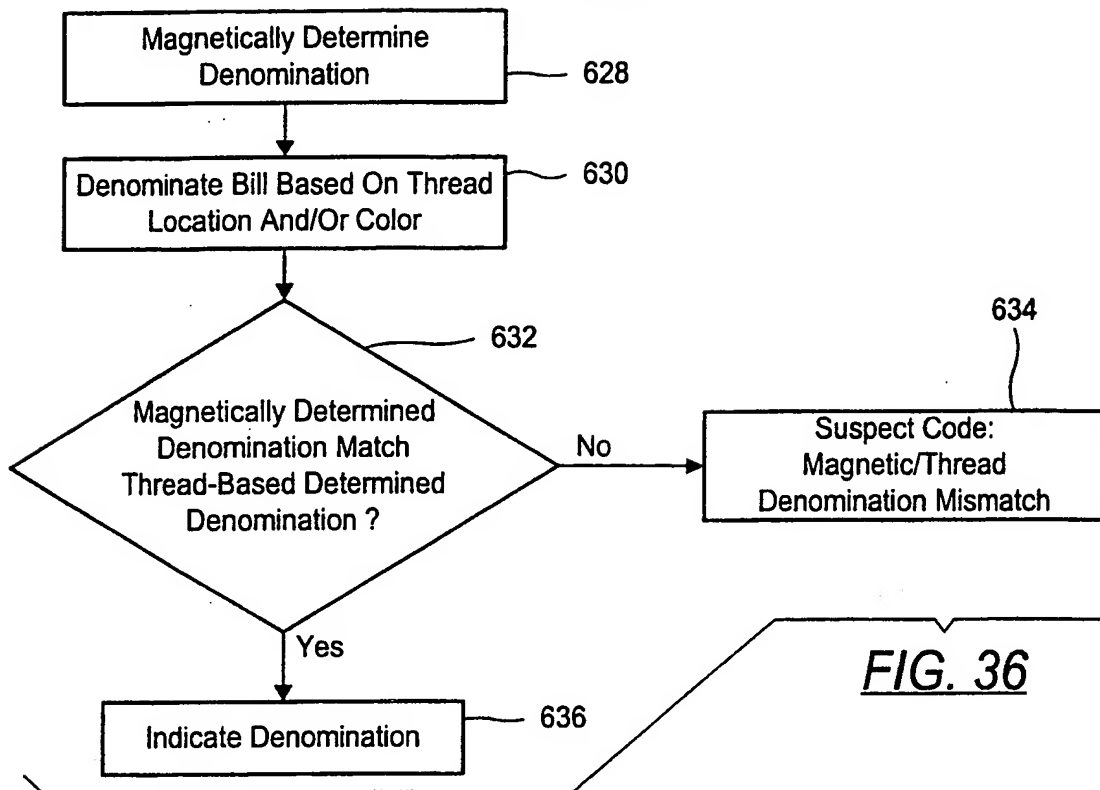 Magnetically Determine
Denomination
628
Denominate Bill Based On Thread
Location And/Or Color
630
632
Magnetically Determined
Denomination Match
Thread-Based Determined
Denomination ?
No
634
Suspect Code:
Magnetic/Thread
Denomination Mismatch
Yes
Indicate Denomination
636
FIG. 36